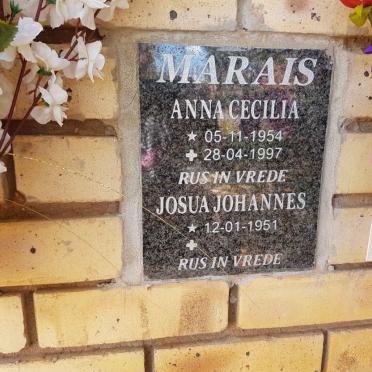 MARAIS
ANNA CECILIA
★ 05-11-1954
✚ 28-04-1997
RUS IN VREDE
JOSUA JOHANNES
★ 12-01-1951
✚
RUS IN VREDE